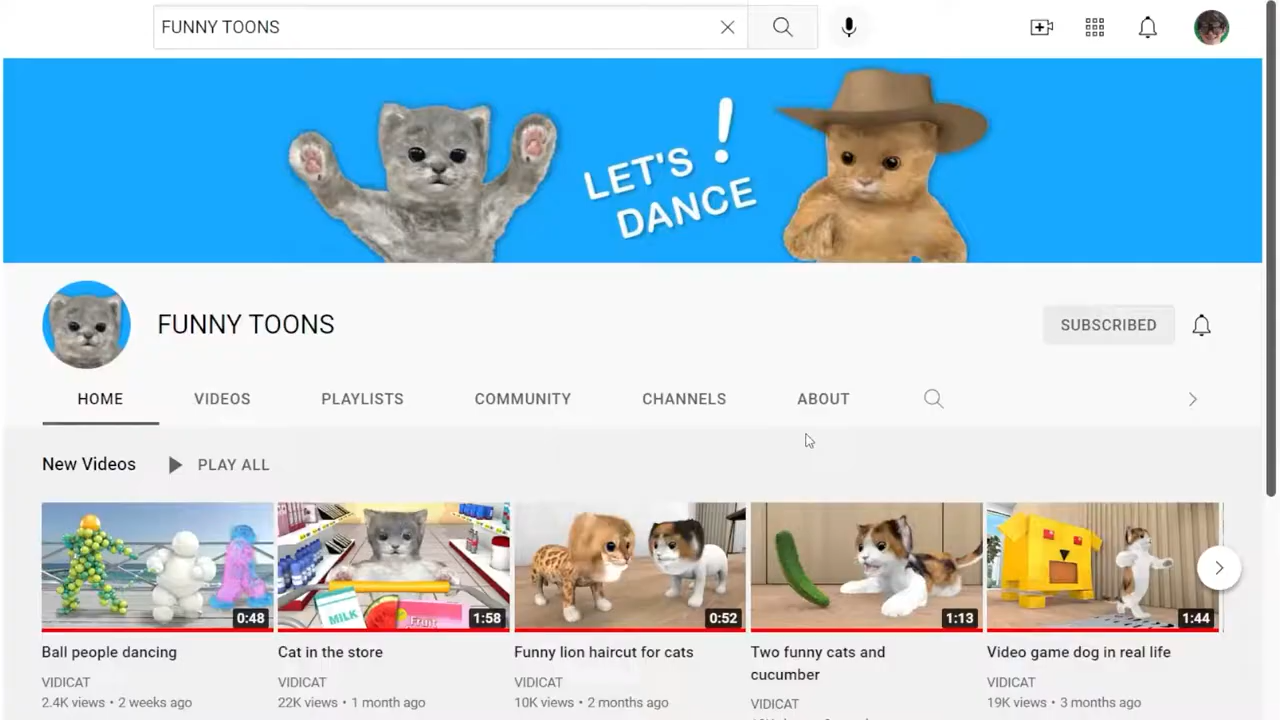 FUNNY TOONS
LET'S !
DANCE
FUNNY TOONS
SUBSCRIBED
HOME VIDEOS PLAYLISTS COMMUNITY CHANNELS ABOUT
New Videos PLAY ALL
MILK
Fruit
0:48 1:58 0:52 1:13 1:44
Ball people dancing
VIDICAT
2.4K views • 2 weeks ago
Cat in the store
VIDICAT
22K views • 1 month ago
Funny lion haircut for cats
VIDICAT
10K views • 2 months ago
Two funny cats and
cucumber
VIDICAT
Video game dog in real life
VIDICAT
19K views • 3 months ago